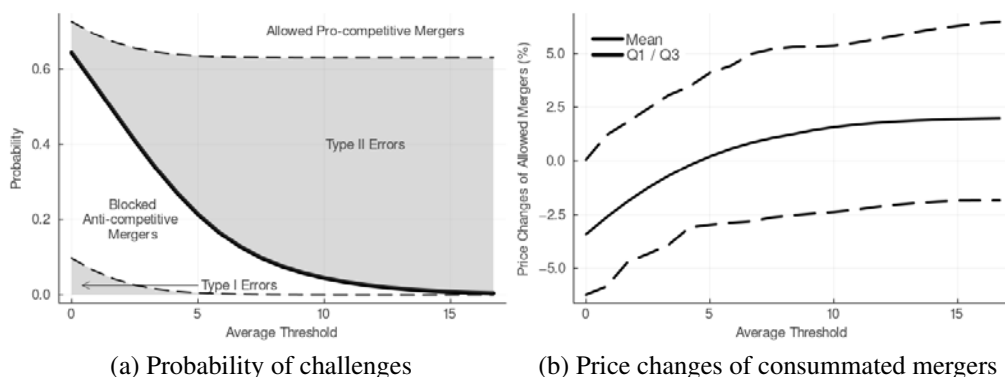 Allowed Pro-competitive Mergers
0.6
0.4
0.2
0.0
Probability
Type II Errors
Blocked
Anti-competitive
Mergers
Type I Errors
0
5
10
15
Average Threshold
(a) Probability of challenges
Mean
Q1 / Q3
5.0
2.5
0.0
-2.5
-5.0
Price Changes of Allowed Mergers (%)
0
5
10
15
Average Threshold
(b) Price changes of consummated mergers